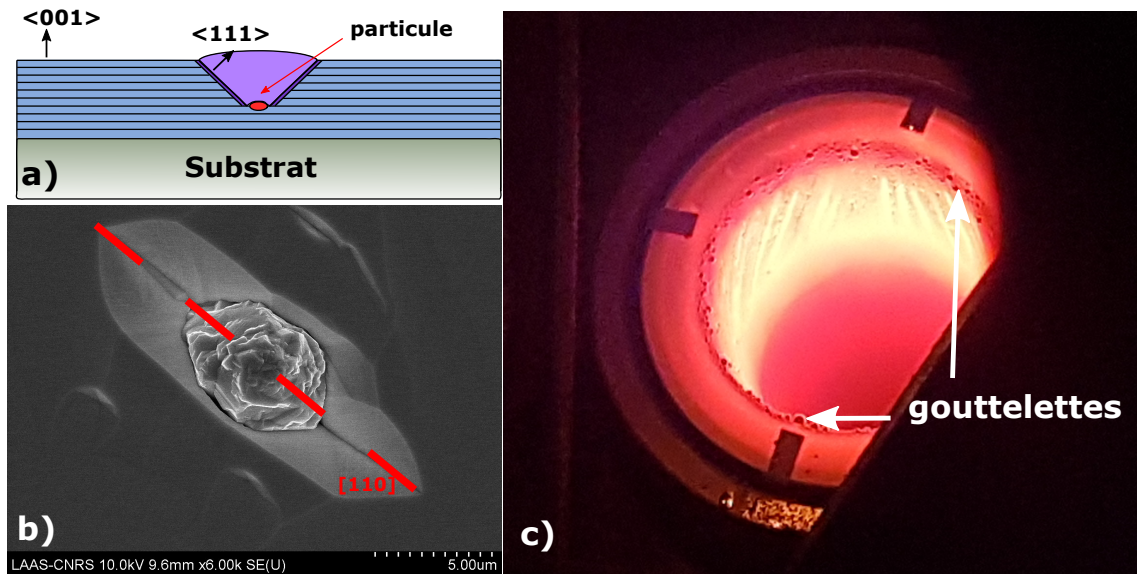 <001>
<111>
particule
Substrat
a)
[110]
b)
LAAS-CNRS 10.0kV 9.6mm x6.00k SE(U)
5.00um
gouttelettes
c)